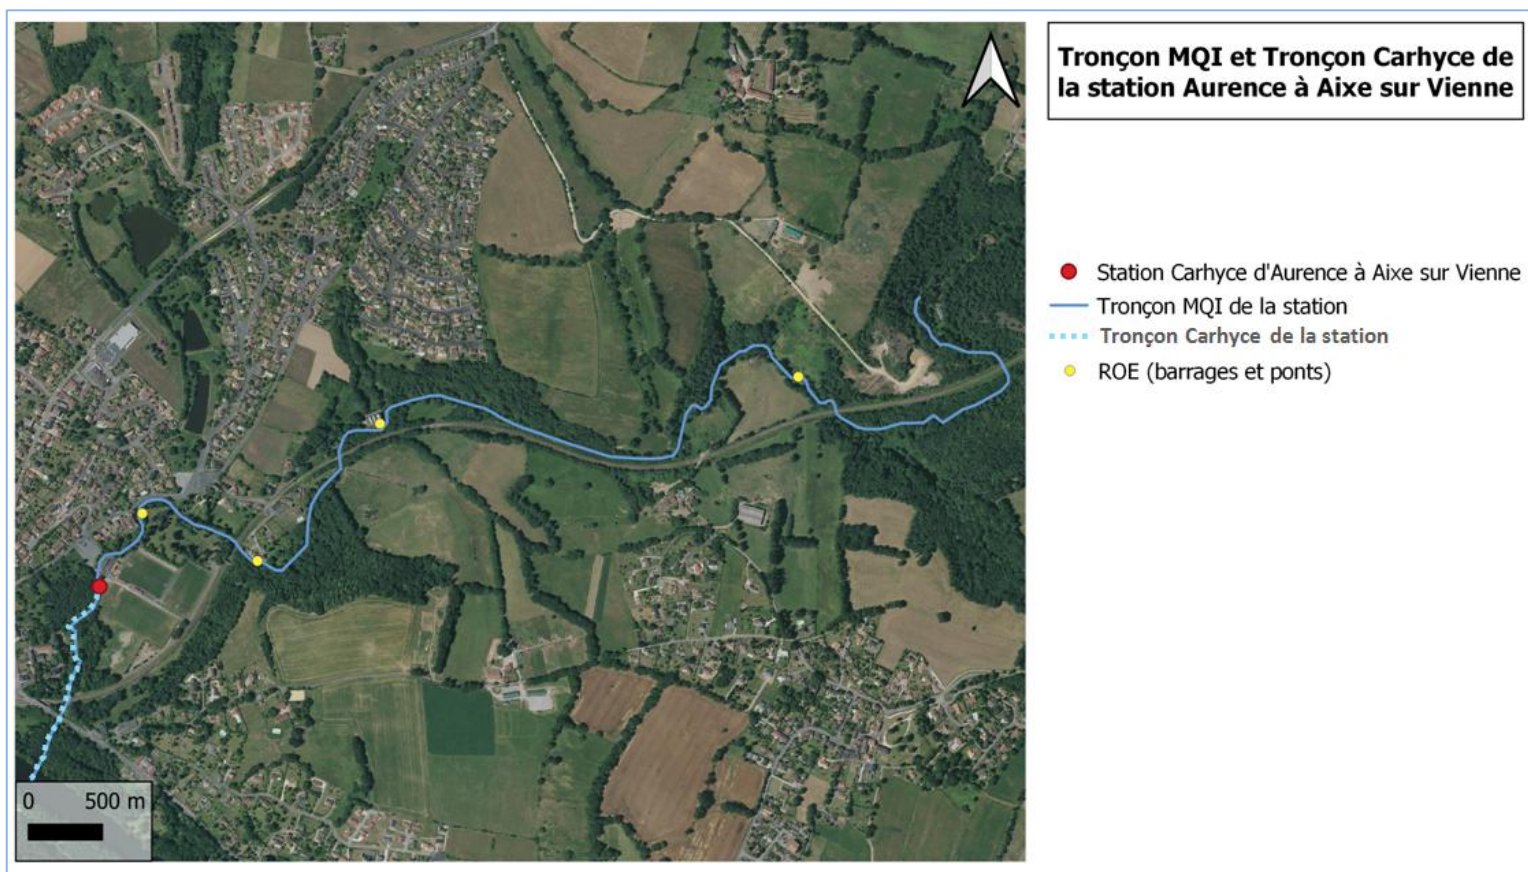 Tronçon MQI et Tronçon Carhyce de
la station Aurence à Aixe sur Vienne
Station Carhyce d'Aurence à Aixe sur Vienne
Tronçon MQI de la station
Tronçon Carhyce de la station
ROE (barrages et ponts)
0 500 m